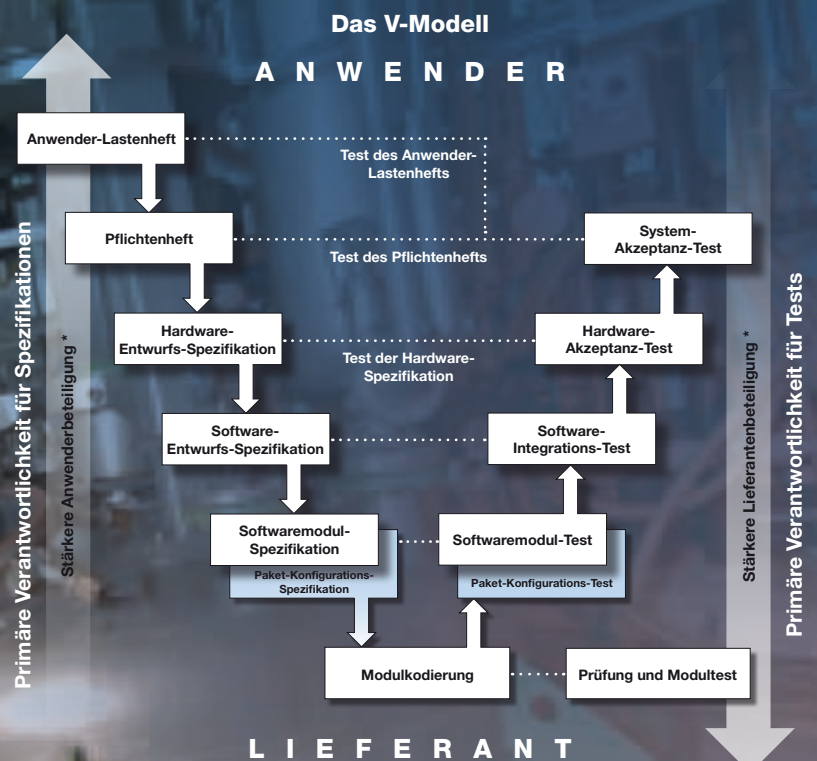 Das V-Modell
ANWENDER
Anwender-Lastenheft
Test des Anwender-
Lastenhefts
Pflichtenheft
Test des Pflichtenhefts
System-
Akzeptanz-Test
Hardware-
Entwurfs-Spezifikation
Test der Hardware-
Spezifikation
Hardware-
Akzeptanz-Test
Software-
Entwurfs-Spezifikation
Software-
Integrations-Test
Softwaremodul-
Spezifikation
Softwaremodul-Test
Paket-Konfigurations-
Spezifikation
Paket-Konfigurations-Test
Modulkodierung
Prüfung und Modultest
Primäre Verantwortlichkeit für Spezifikationen
Stärkere Anwenderbeteiligung *
Stärkere Lieferantenbeteiligung *
Primäre Verantwortlichkeit für Tests
LIEFERANT